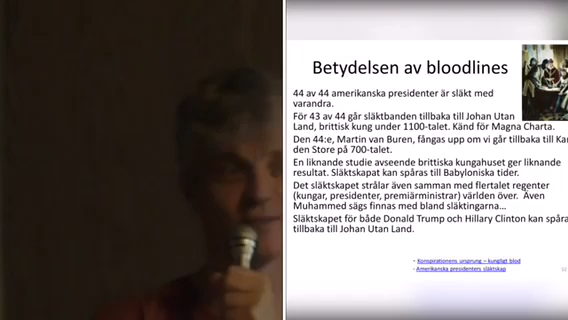 Betydelsen av bloodlines
44 av 44 amerikanska presidenter är släkt med
varandra.
För 43 av 44 går släktbanden tillbaka till Johan Utan
Land, brittisk kung under 1100-talet. Känd för Magna Charta.
Den 44:e, Martin van Buren, fångas upp om vi går tillbaka till
den Store på 700-talet.
En liknande studie avseende brittiska kungahuset ger liknande
resultat. Släktskapet kan spåras till Babyloniska tider.
Det släktskapet strålar även samman med flertalet regenter
(kungar, presidenter, premiärministrar) världen över. Även
Muhammed sägs finnas med bland släktingarna...
Släktskapet för både Donald Trump och Hillary Clinton kan
tillbaka till Johan Utan Land.
- Konspirationens ursprung – kungligt blod
- Amerikanska presidenters släktskap